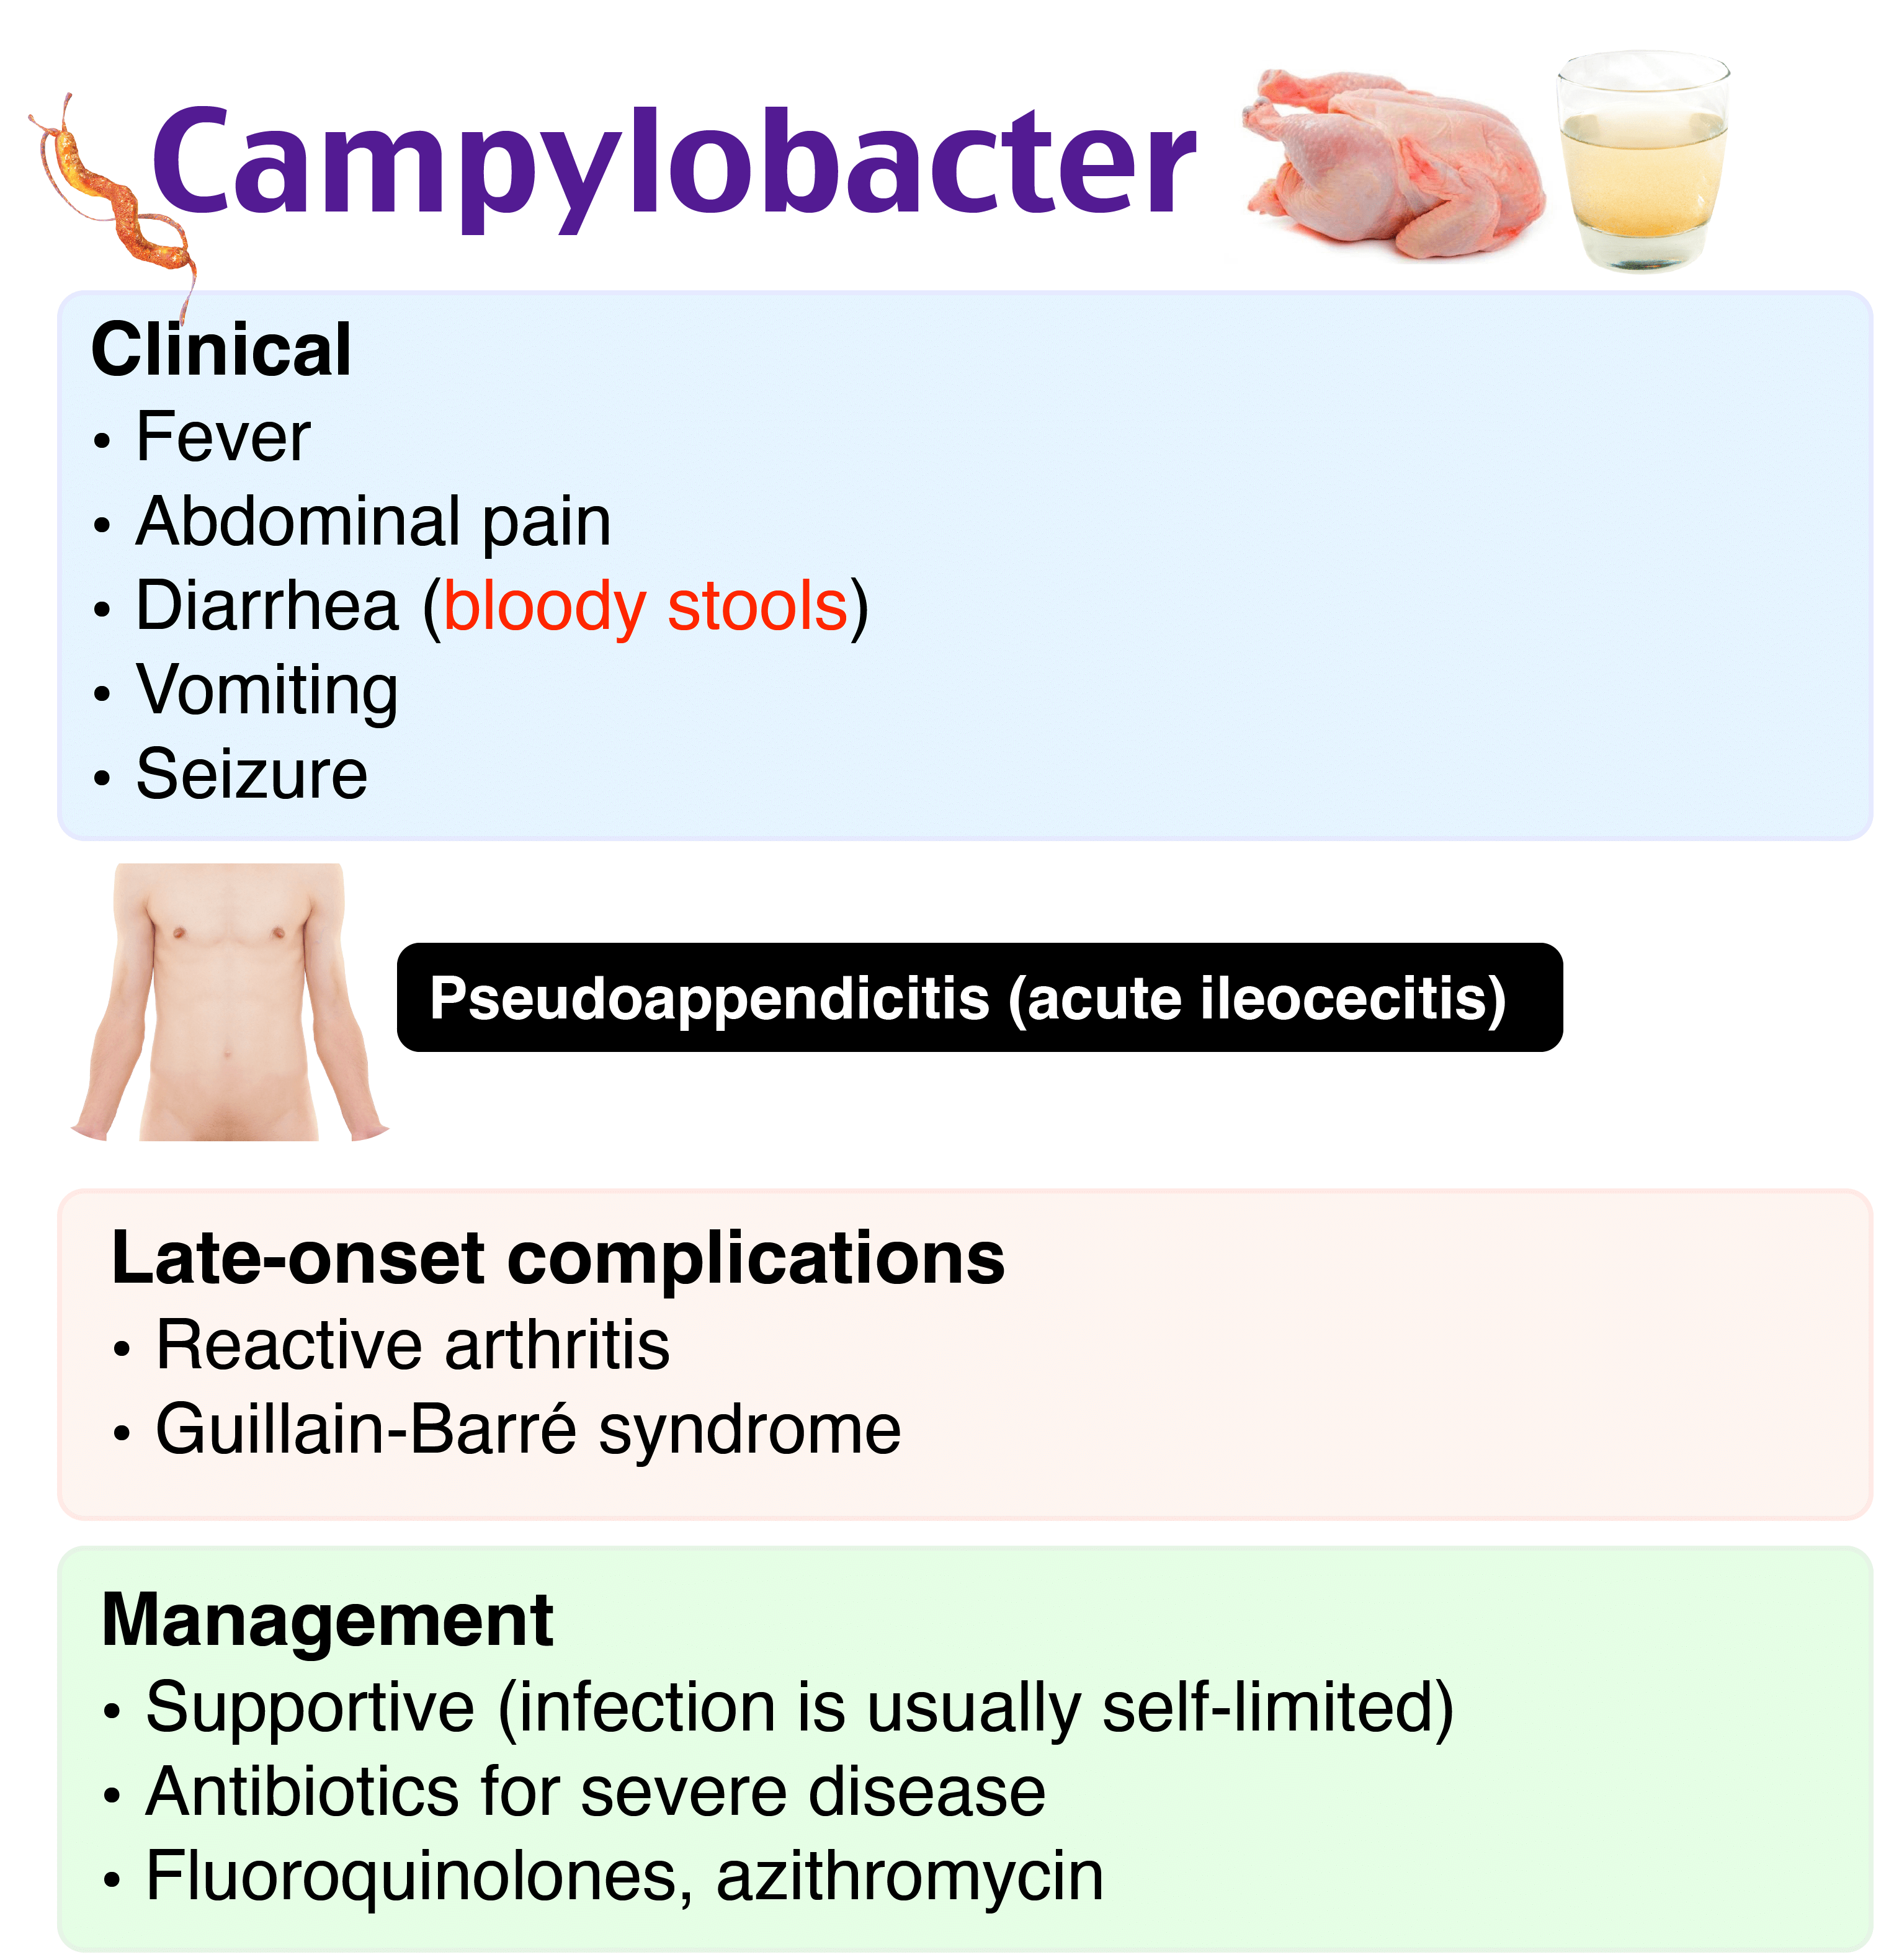 Campylobacter
Clinical
• Fever
• Abdominal pain
• Diarrhea (bloody stools)
• Vomiting
• Seizure
Pseudoappendicitis (acute ileocecitis)
Late-onset complications
• Reactive arthritis
• Guillain-Barré syndrome
Management
• Supportive (infection is usually self-limited)
• Antibiotics for severe disease
• Fluoroquinolones, azithromycin